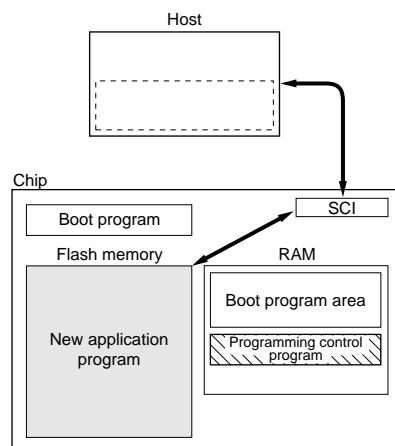 Host
Chip
SCI
Boot program
Flash memory
RAM
New application
program
Boot program area
Programming control
program